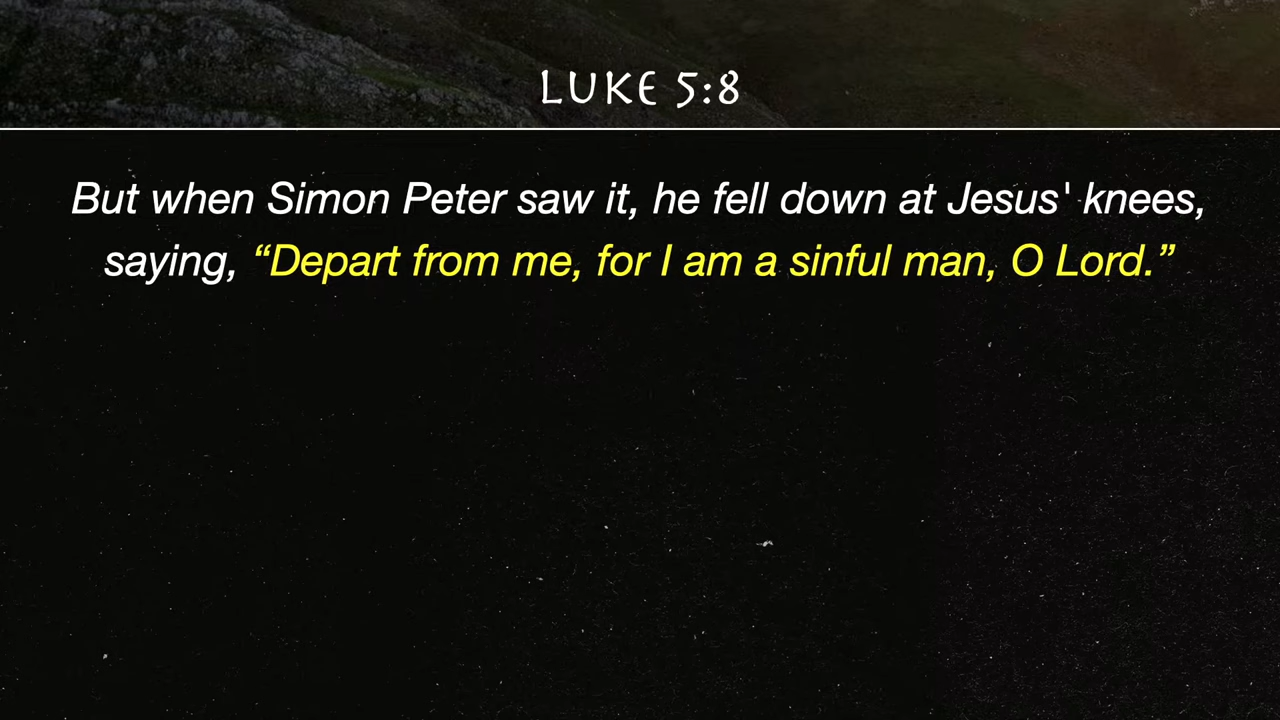 LUKE 5:8
But when Simon Peter saw it, he fell down at Jesus' knees,
saying, “Depart from me, for I am a sinful man, O Lord.”